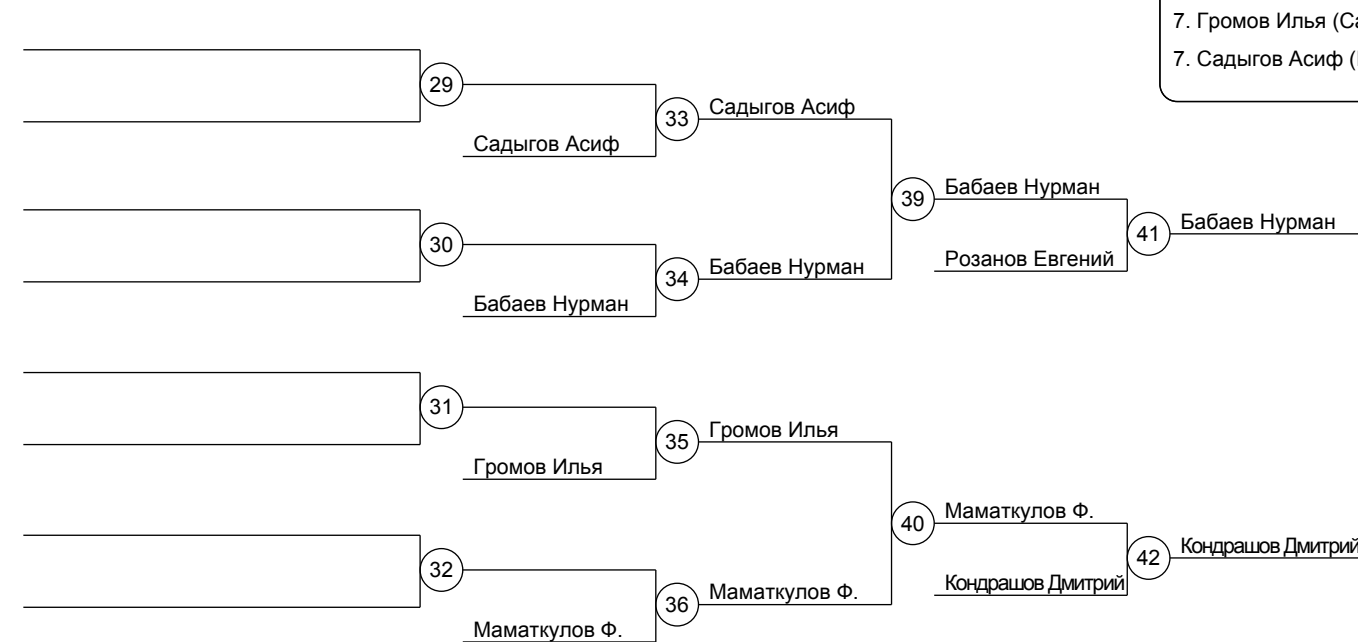 7. Громов Илья (Са
7. Садыгов Асиф (
29
33
Садыгов Асиф
Садыгов Асиф
39
Бабаев Нурман
30
34
Бабаев Нурман
Бабаев Нурман
Розанов Евгений
41
Бабаев Нурман
31
35
Громов Илья
Громов Илья
40
Маматкулов Ф.
32
36
Маматкулов Ф.
Маматкулов Ф.
Кондрашов Дмитрий
42
Кондрашов Дмитрий